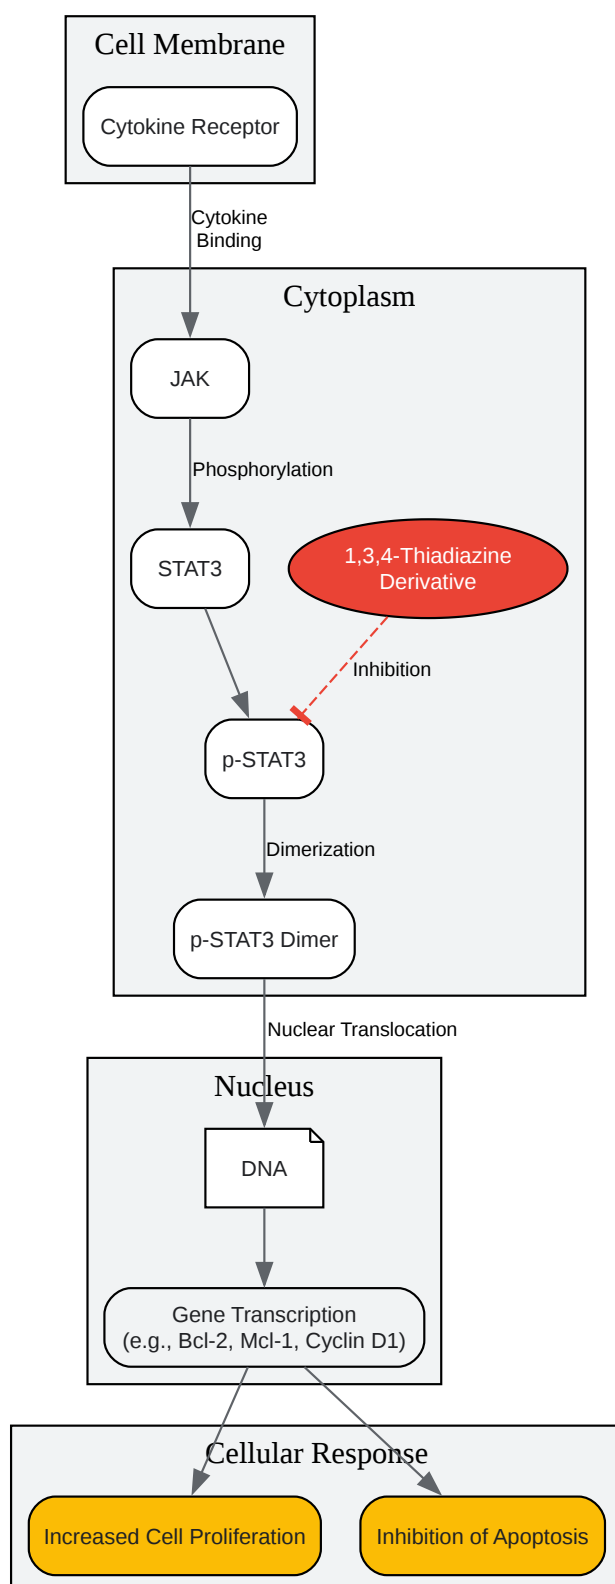 Cell Membrane
Cytokine Receptor
Cytokine
Binding
Cytoplasm
JAK
Phosphorylation
STAT3
1,3,4-Thiadiazine
Derivative
Inhibition
p-STAT3
Dimerization
p-STAT3 Dimer
Nuclear Translocation
Nucleus
DNA
Gene Transcription
(e.g., Bcl-2, Mcl-1, Cyclin D1)
Cellular Response
Increased Cell Proliferation
Inhibition of Apoptosis